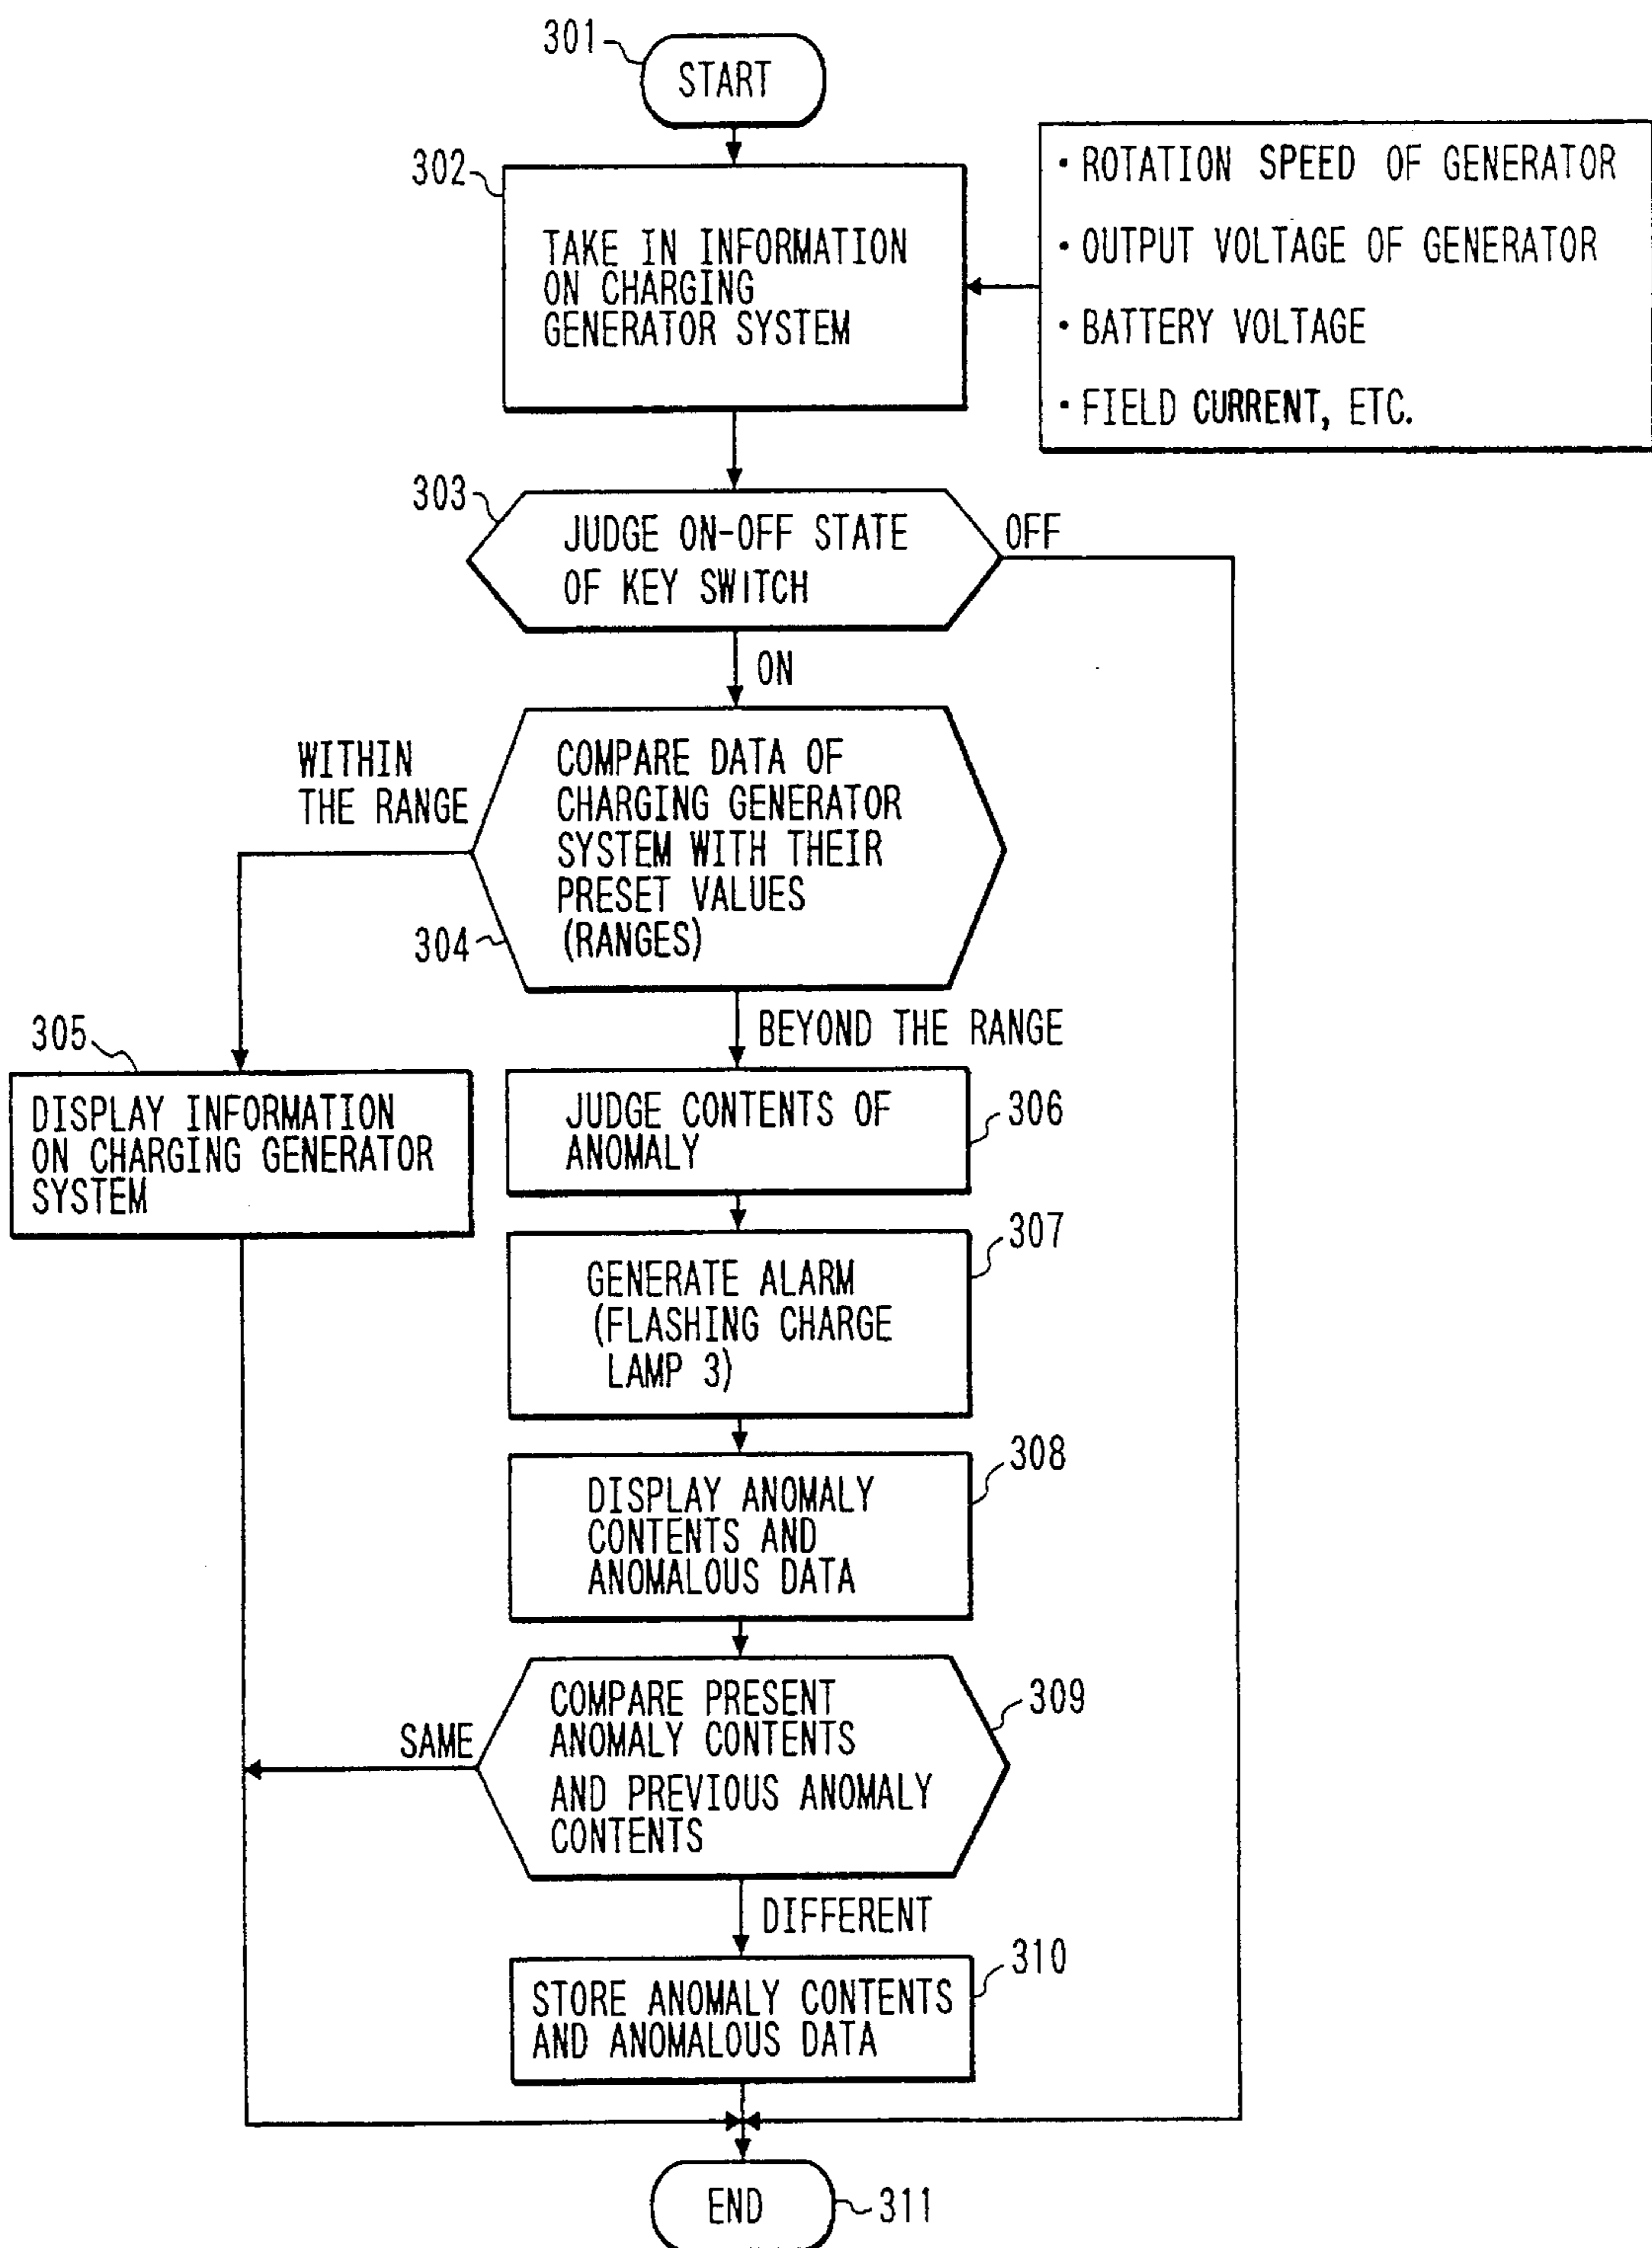 301
START
302
TAKE IN INFORMATION
ON CHARGING
GENERATOR SYSTEM
· ROTATION SPEED OF GENERATOR
· OUTPUT VOLTAGE OF GENERATOR
· BATTERY VOLTAGE
· FIELD CURRENT, ETC.
303
JUDGE ON-OFF STATE
OF KEY SWITCH
OFF
ON
WITHIN
THE RANGE
COMPARE DATA OF
CHARGING GENERATOR
SYSTEM WITH THEIR
PRESET VALUES
(RANGES)
304
BEYOND THE RANGE
305
DISPLAY INFORMATION
ON CHARGING GENERATOR
SYSTEM
JUDGE CONTENTS OF
ANOMALY
306
GENERATE ALARM
(FLASHING CHARGE
LAMP 3)
307
DISPLAY ANOMALY
CONTENTS AND
ANOMALOUS DATA
308
SAME
COMPARE PRESENT
ANOMALY CONTENTS
AND PREVIOUS ANOMALY
CONTENTS
309
DIFFERENT
STORE ANOMALY CONTENTS
AND ANOMALOUS DATA
310
END
311